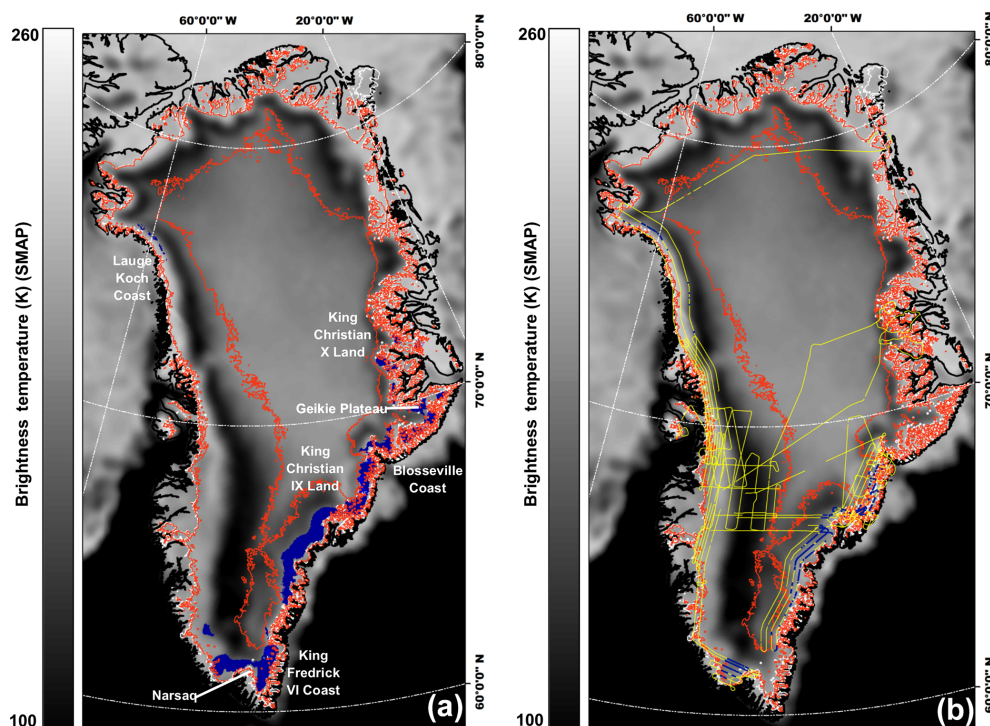 60°0'0"W
20°0'0"W
260
80°0'0" N
Brightness temperature (K) (SMAP)
Lauge
Koch
Coast
King
Christian
X Land
70°0'0" N
Geikie Plateau
King
Christian
IX Land
Blosseville
Coast
King
Fredrick
VI Coast
Narsaq
60°0'0" N
100
(a)
60°0'0"W
20°0'0"W
260
80°0'0" N
Brightness temperature (K) (SMAP)
70°0'0" N
60°0'0" N
100
(b)